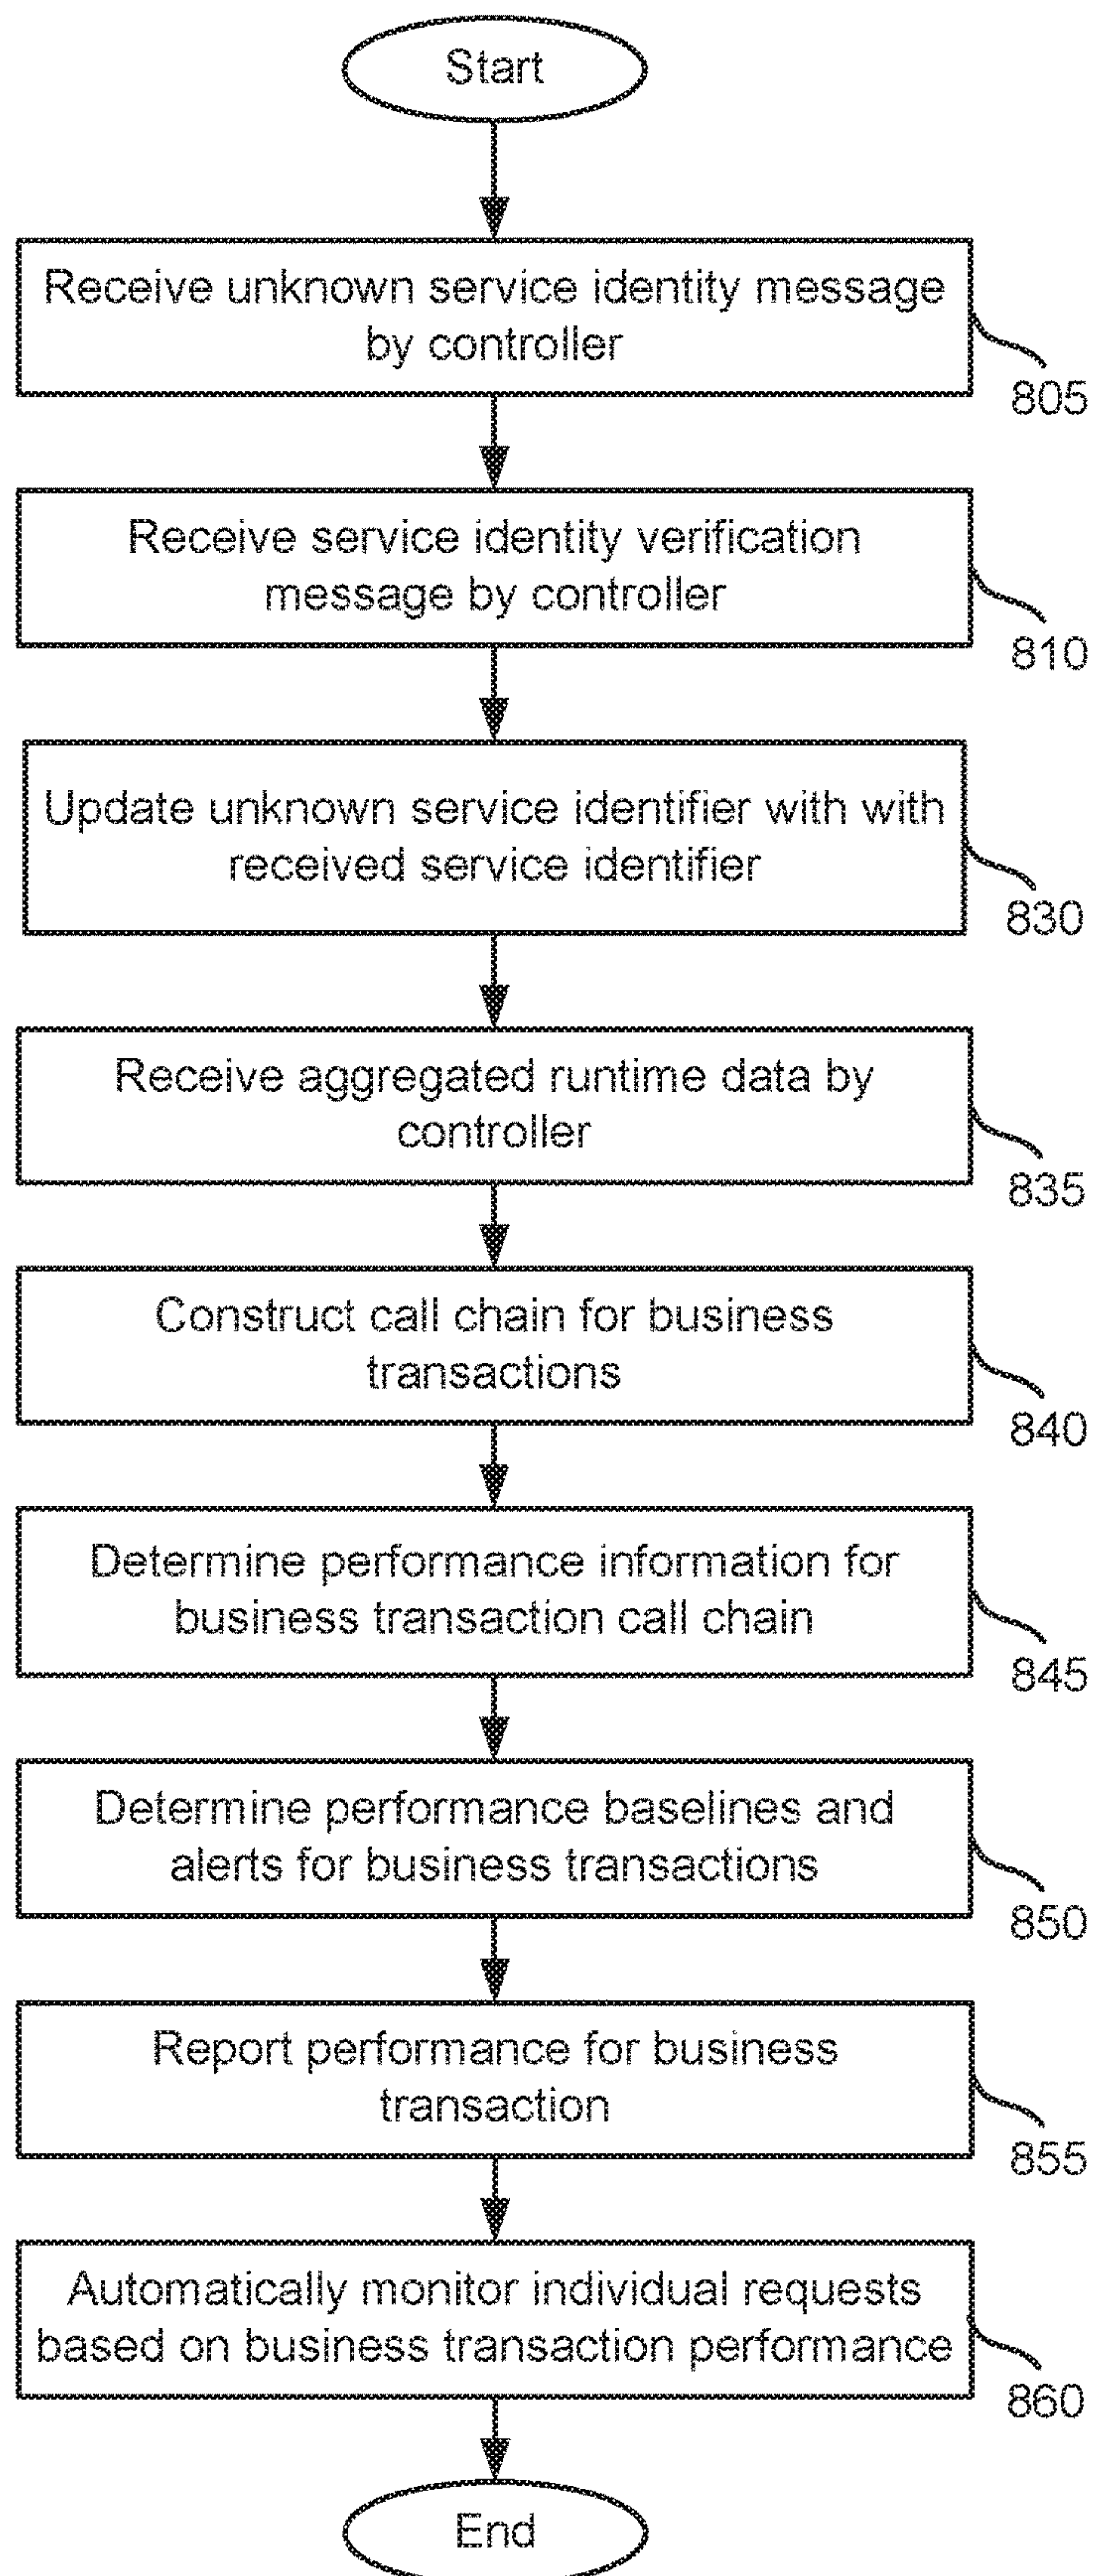 Start
Receive unknown service identity message
by controller
805
Receive service identity verification
message by controller
810
Update unknown service identifier with with
received service identifier
830
Receive aggregated runtime data by
controller
835
Construct call chain for business
transactions
840
Determine performance information for
business transaction call chain
845
Determine performance baselines and
alerts for business transactions
850
Report performance for business
transaction
855
Automatically monitor individual requests
based on business transaction performance
860
End